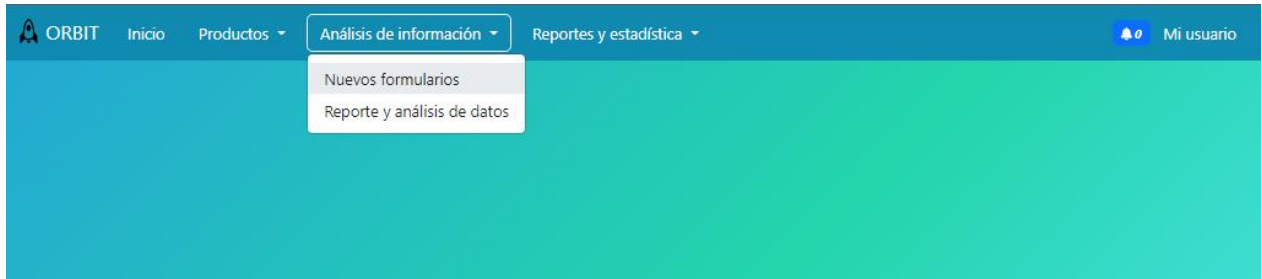 ORBIT Inicio Productos Análisis de información Reportes y estadística 0 Mi usuario
Nuevos formularios
Reporte y análisis de datos